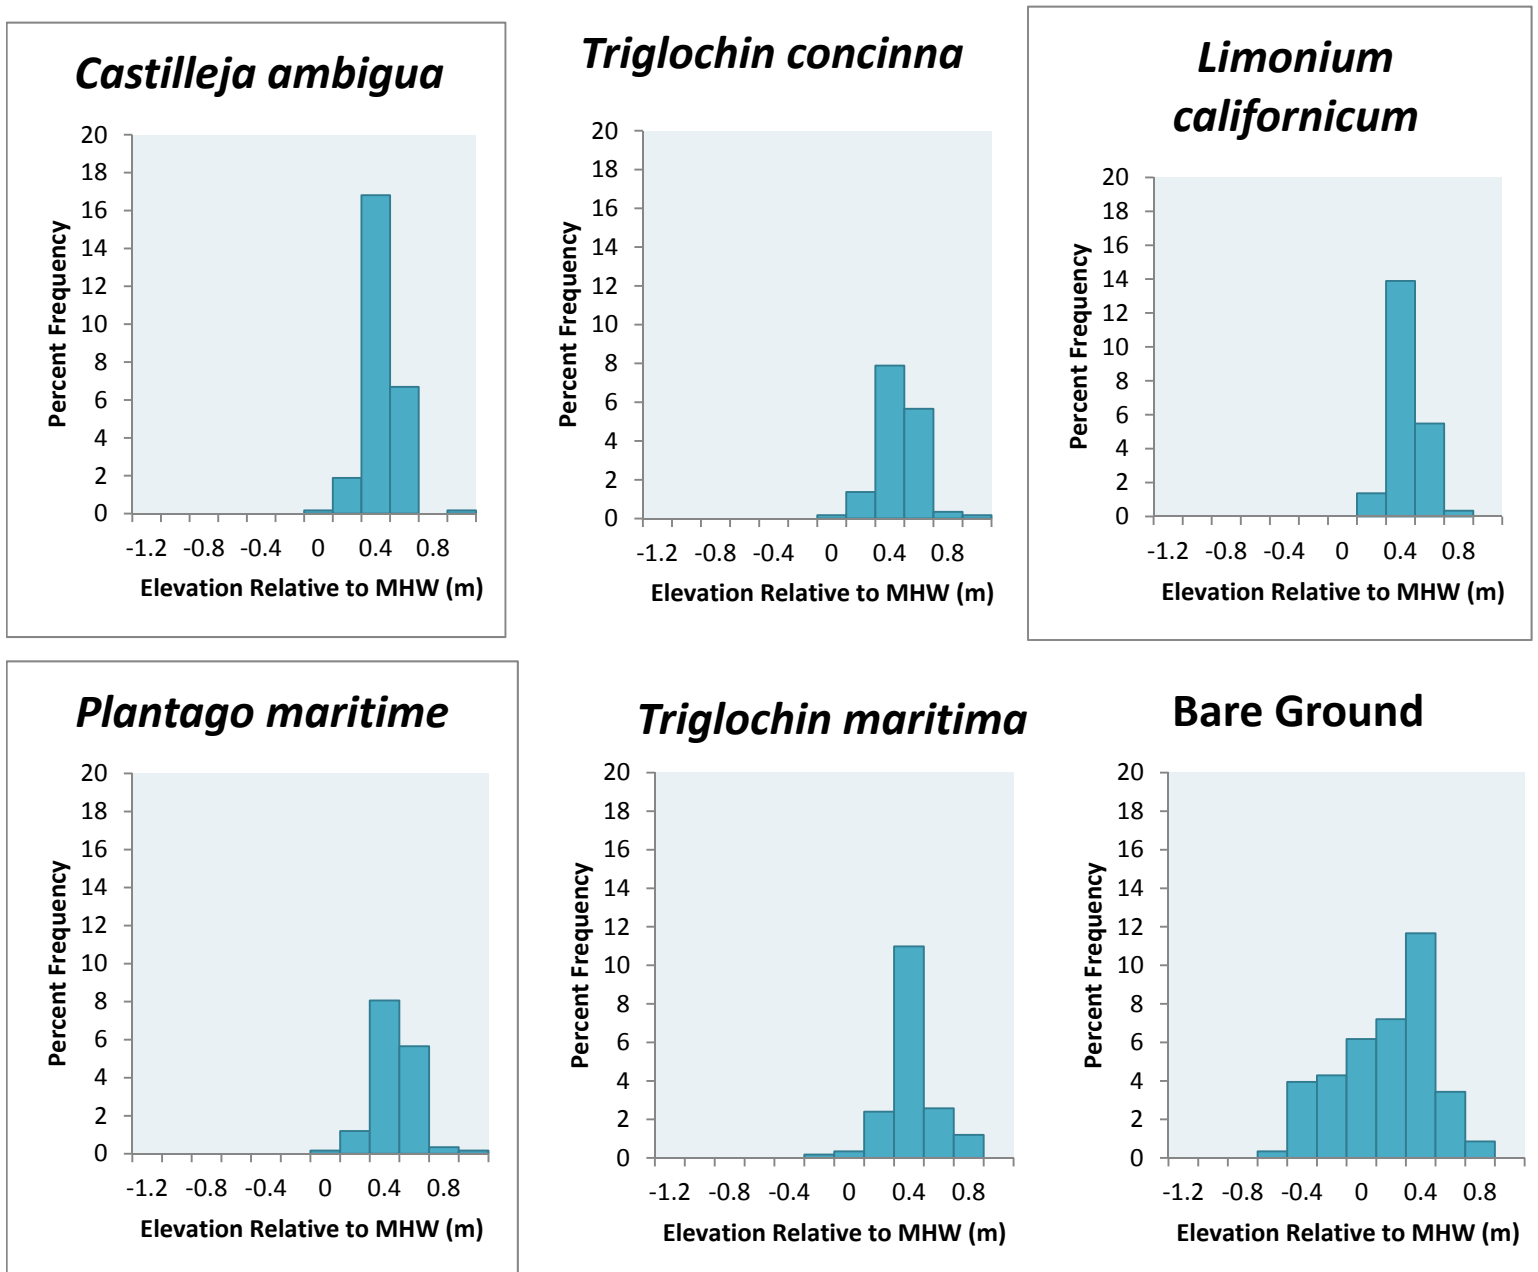 Castilleja ambigua
20
18
16
14
12
10
8
6
4
2
0
Percent Frequency
-1.2 -0.8 -0.4 0 0.4 0.8
Elevation Relative to MHW (m)
Triglochin concinna
20
18
16
14
12
10
8
6
4
2
0
Percent Frequency
-1.2 -0.8 -0.4 0 0.4 0.8
Elevation Relative to MHW (m)
Limonium
californicum
20
18
16
14
12
10
8
6
4
2
0
Percent Frequency
-1.2 -0.8 -0.4 0 0.4 0.8
Elevation Relative to MHW (m)
Plantago maritime
20
18
16
14
12
10
8
6
4
2
0
Percent Frequency
-1.2 -0.8 -0.4 0 0.4 0.8
Elevation Relative to MHW (m)
Triglochin maritima
20
18
16
14
12
10
8
6
4
2
0
Percent Frequency
-1.2 -0.8 -0.4 0 0.4 0.8
Elevation Relative to MHW (m)
Bare Ground
20
18
16
14
12
10
8
6
4
2
0
Percent Frequency
-1.2 -0.8 -0.4 0 0.4 0.8
Elevation Relative to MHW (m)